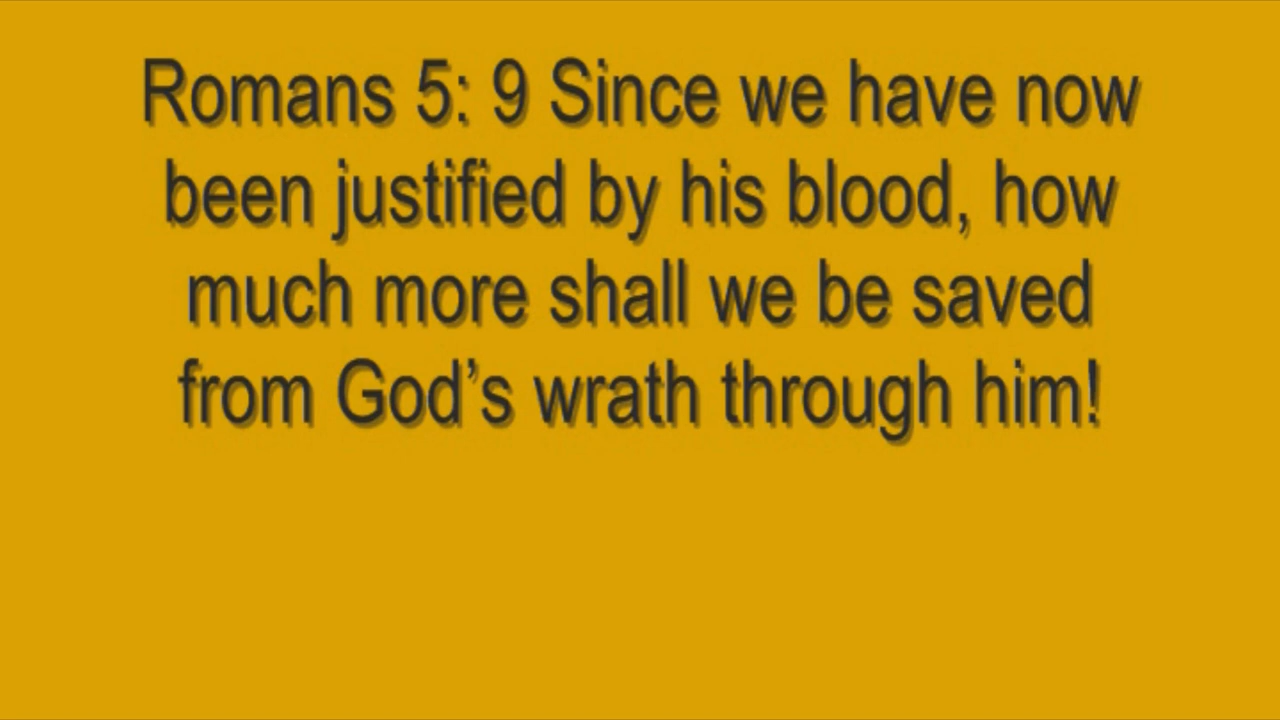 Romans 5: 9 Since we have now
been justified by his blood, how
much more shall we be saved
from God’s wrath through him!